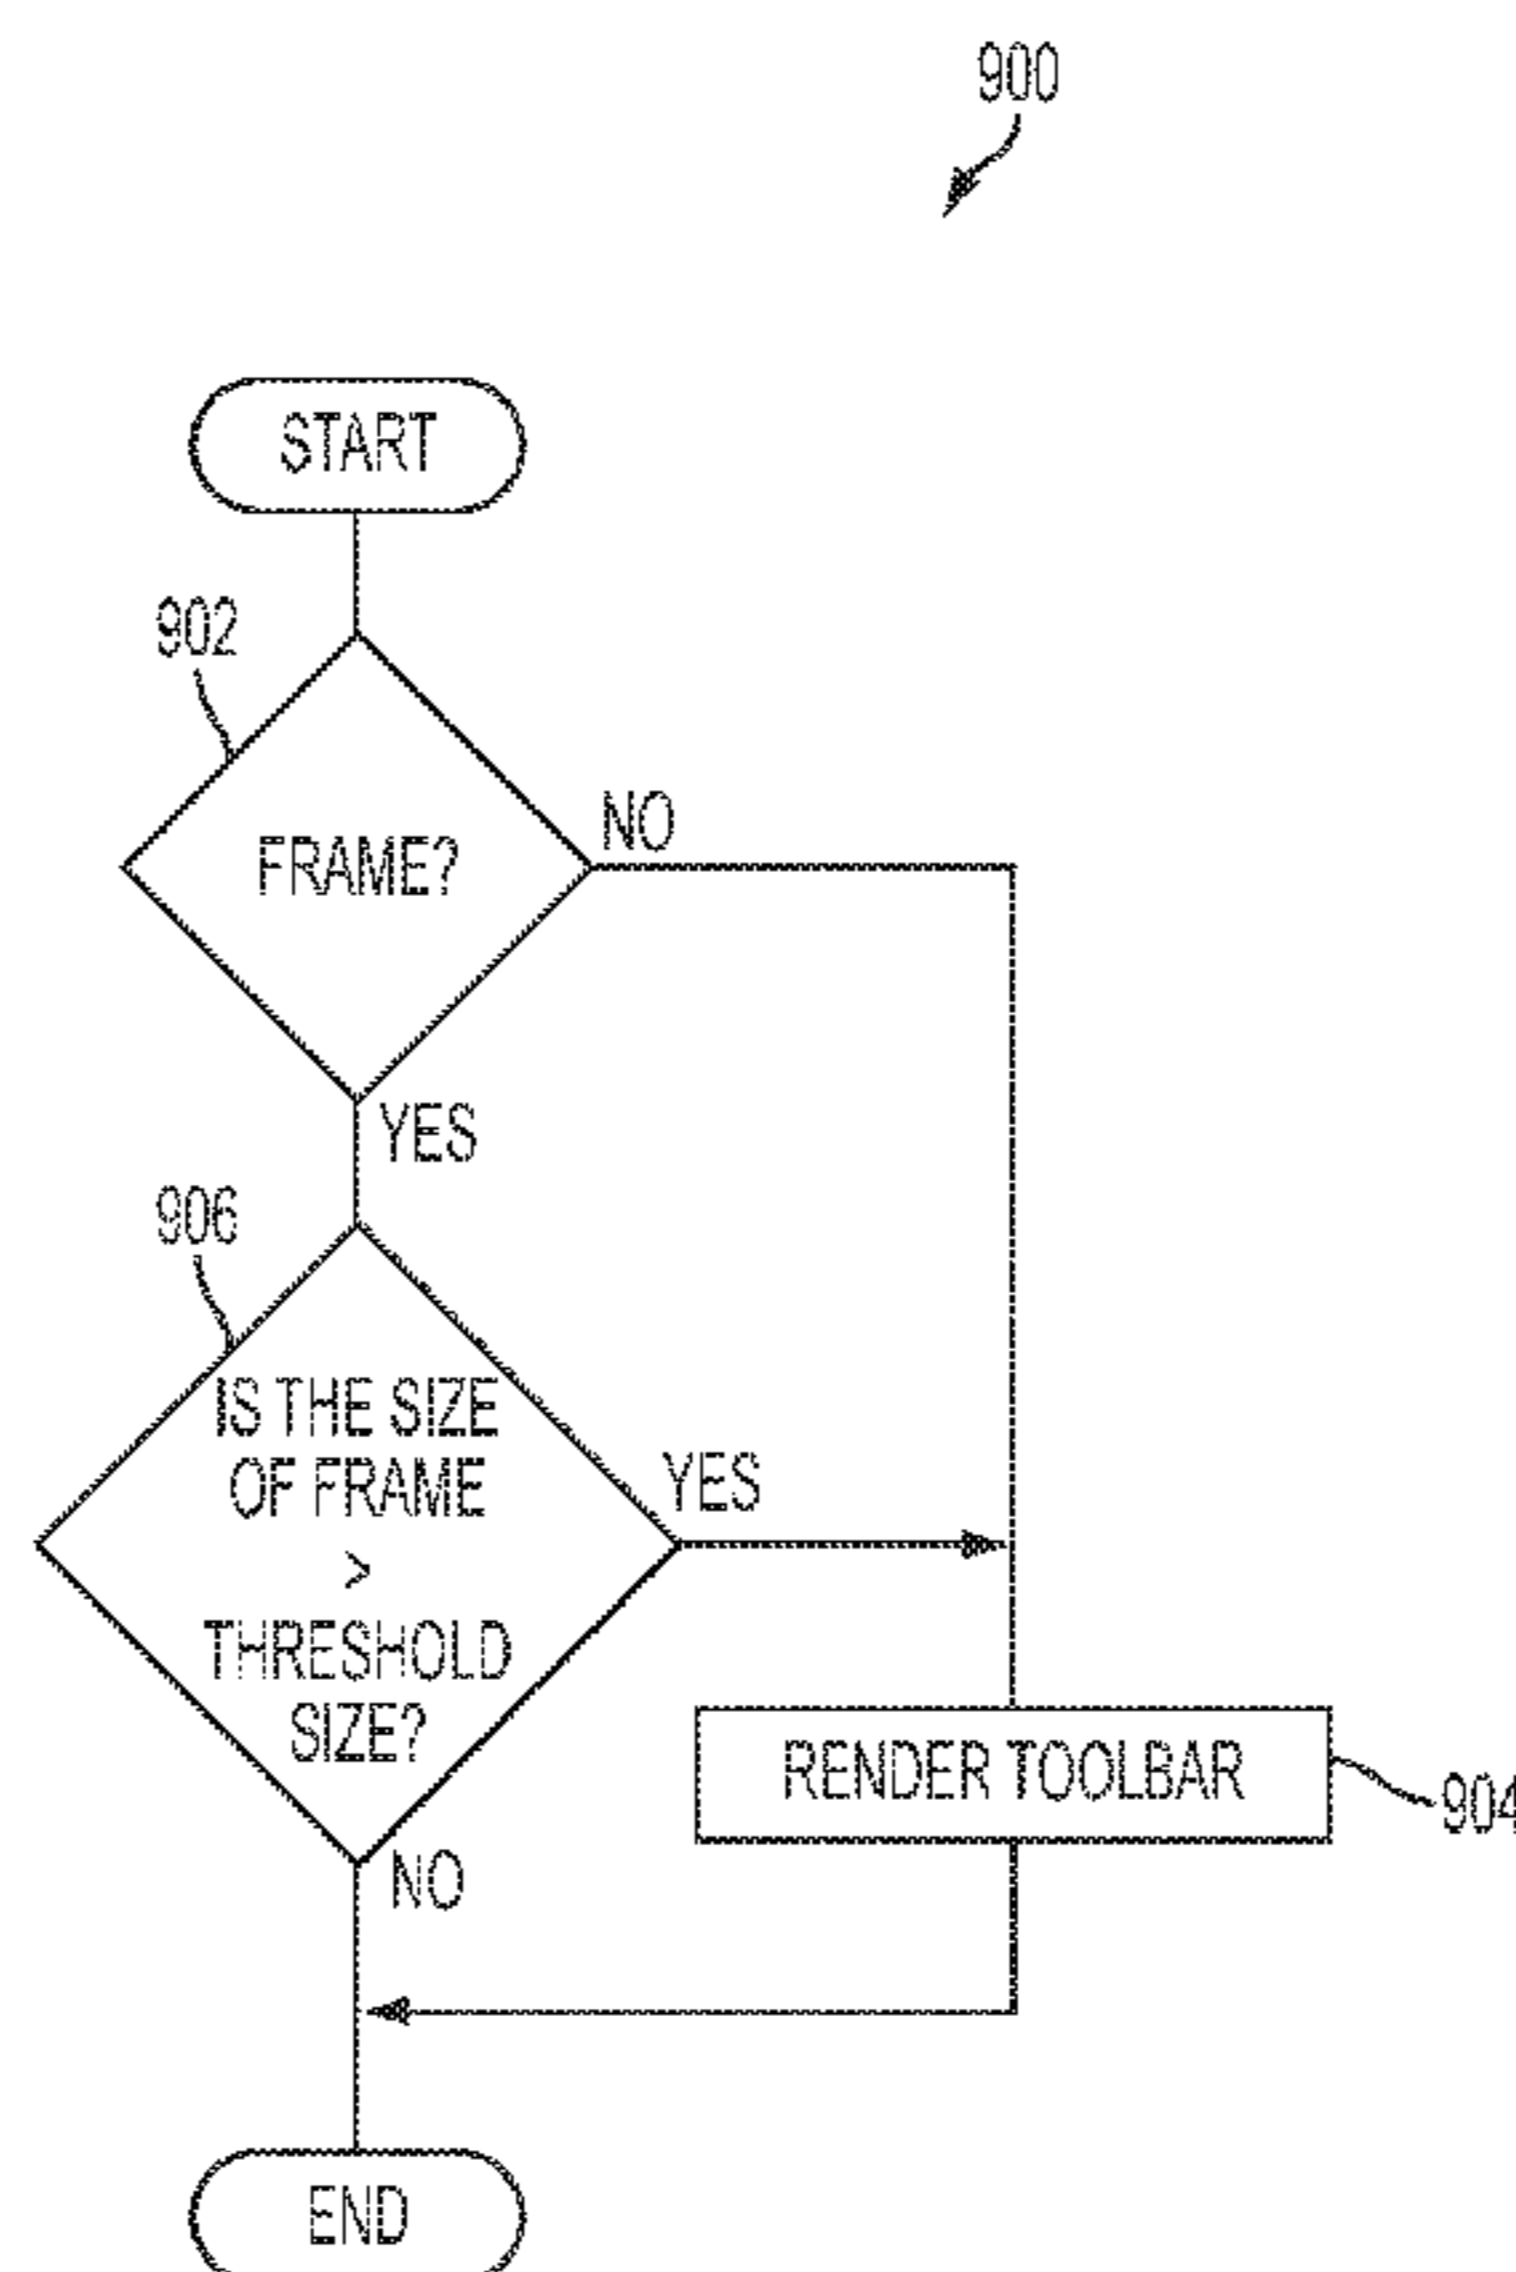 900
START
902
FRAME?
NO
YES
906
IS THE SIZE
OF FRAME
>
THRESHOLD
SIZE?
YES
RENDER TOOLBAR
904
NO
END